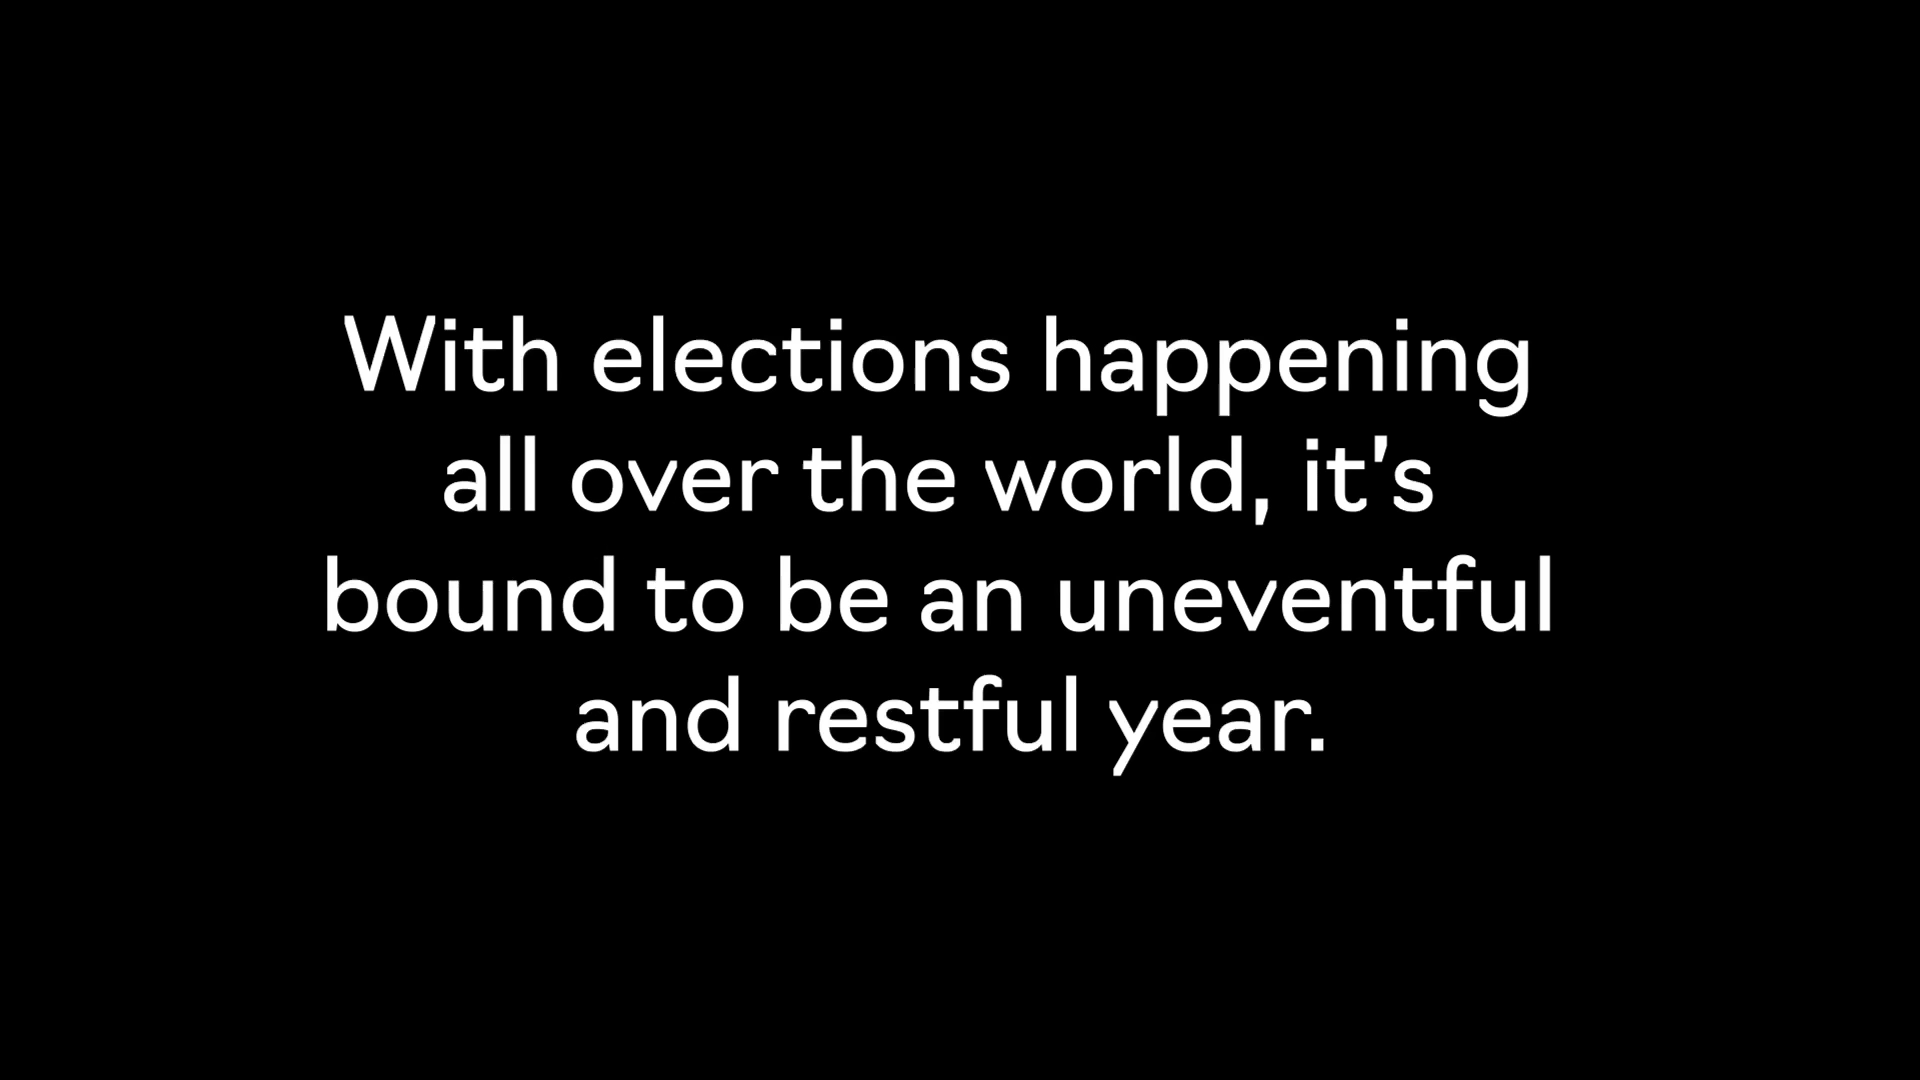 With elections happening
all over the world, it's
bound to be an uneventful
and restful year.